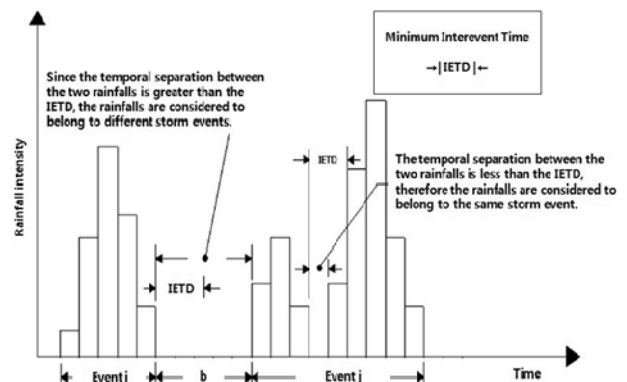 Minimum Interevent Time
→|IETD|←
Since the temporal separation between
the two rainfalls is greater than the
IETD, the rainfalls are considered to
belong to different storm events.
IETD
The temporal separation between the
two rainfalls is less than the IETD,
therefore the rainfalls are considered to
belong to the same storm event.
Rainfall intensity
IETD
Event i
b
Event j
Time